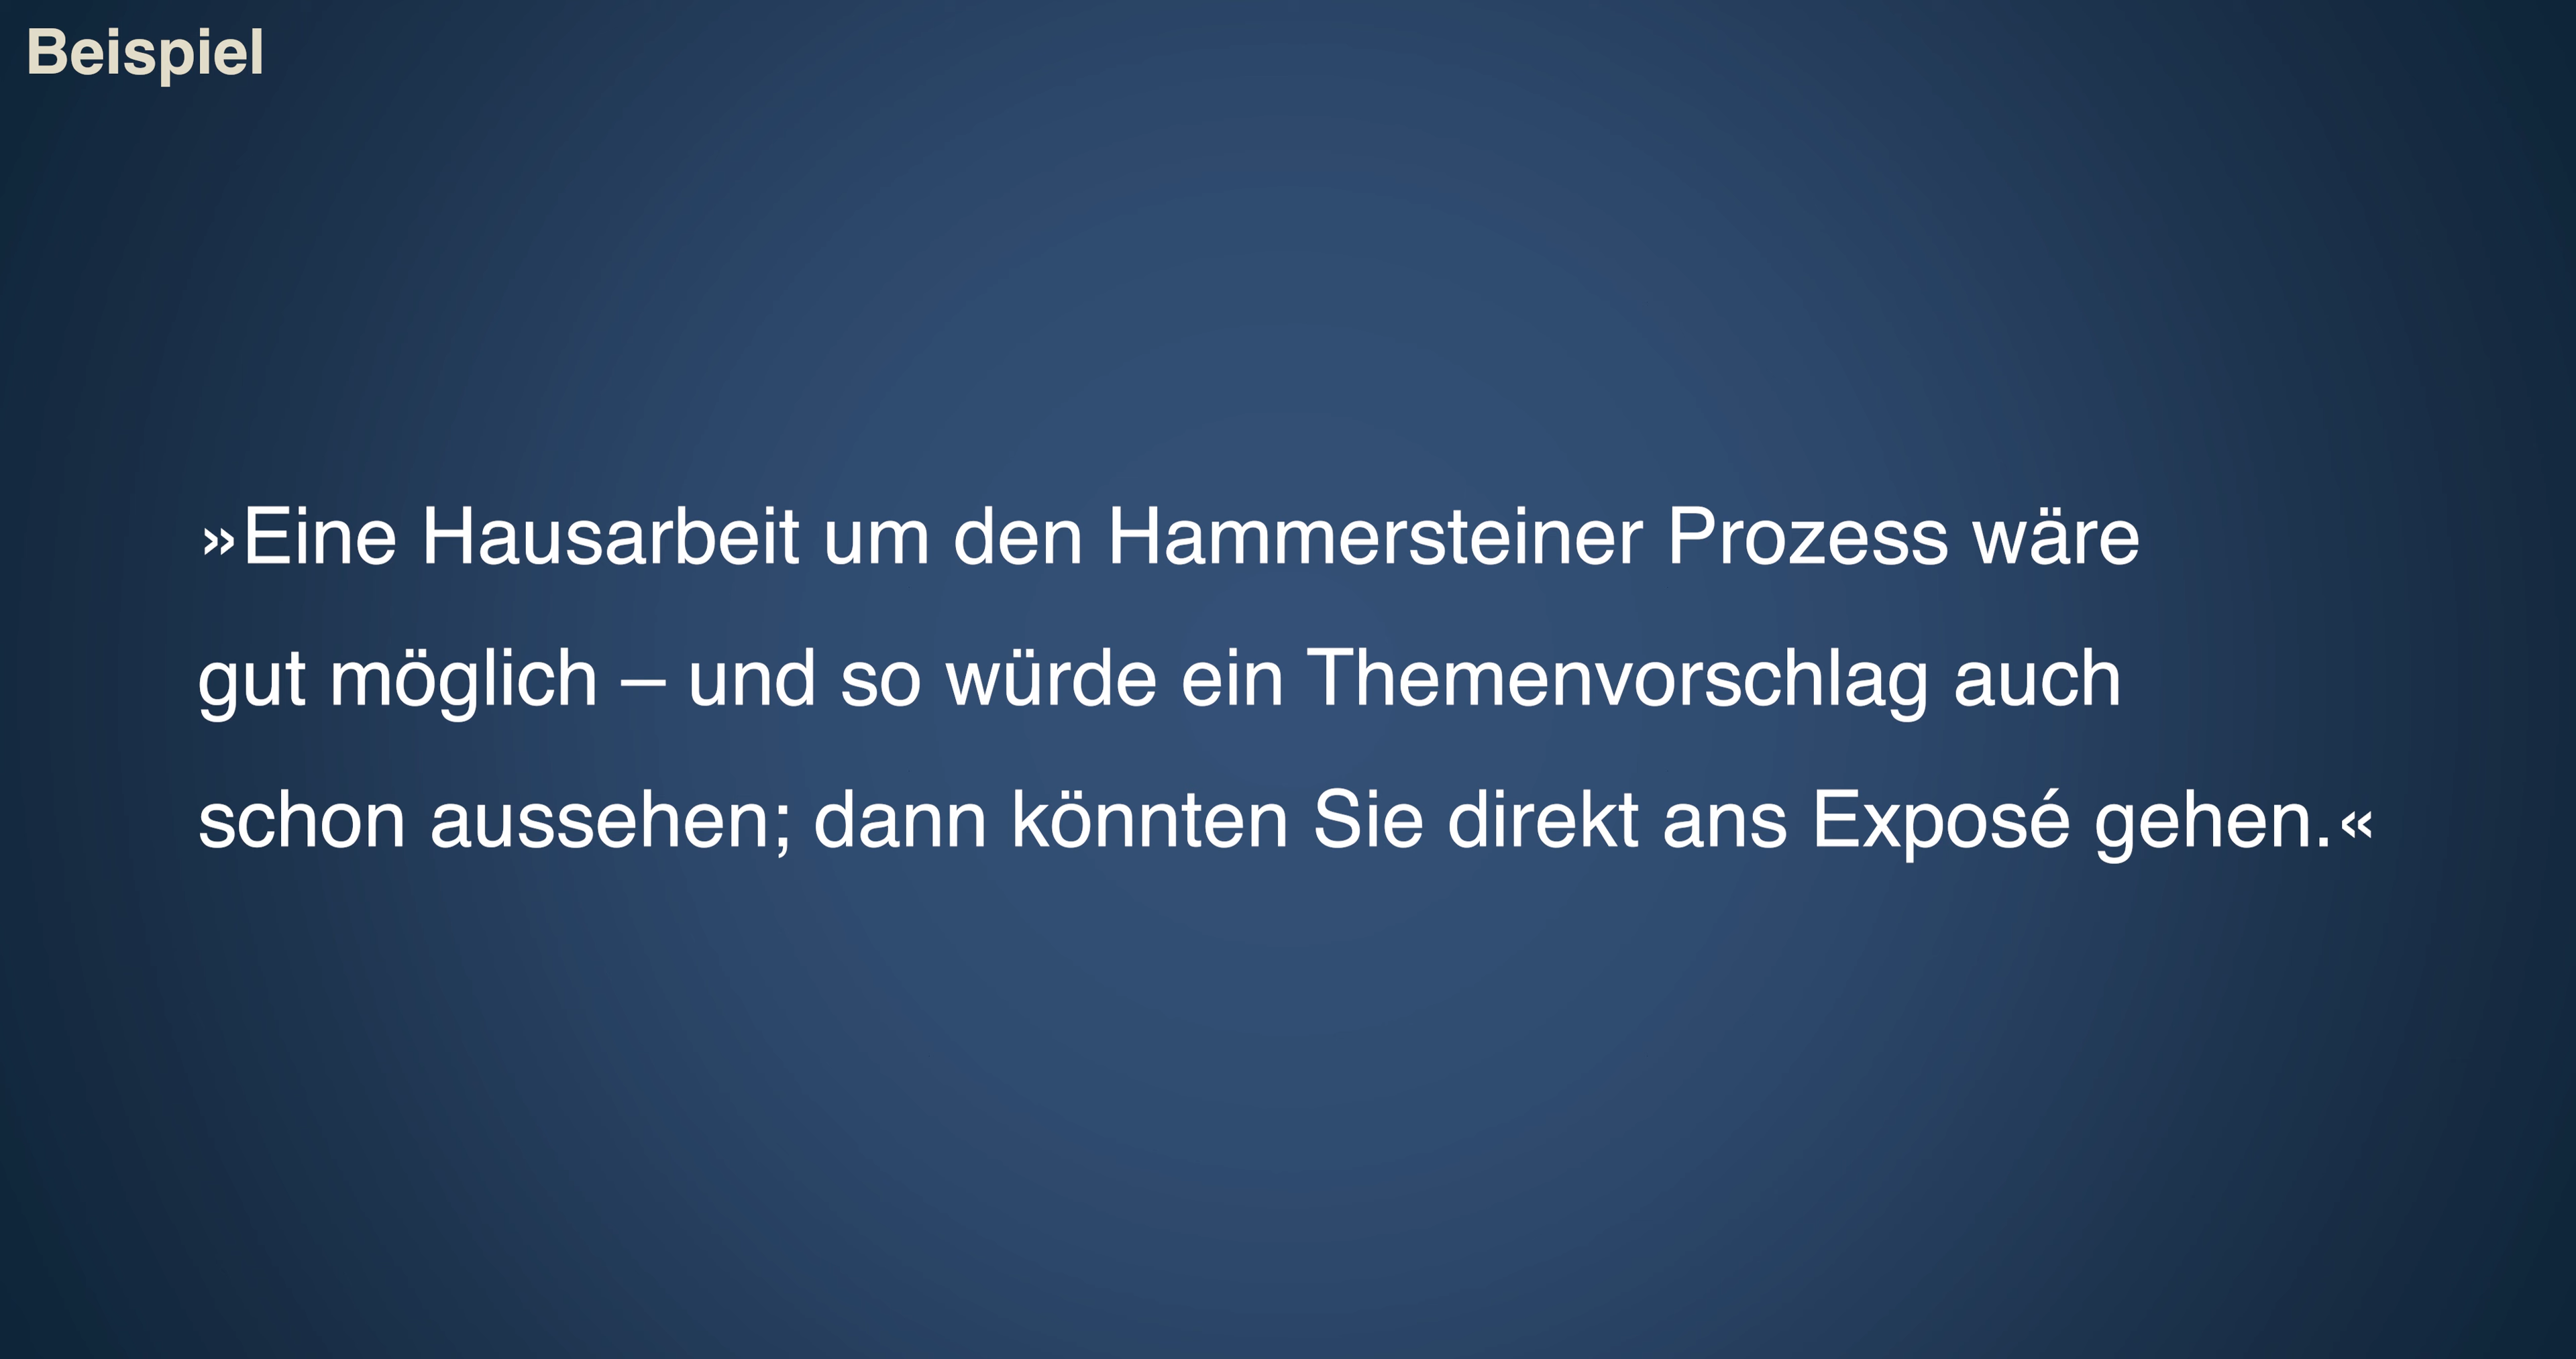 Beispiel
»Eine Hausarbeit um den Hammersteiner Prozess wäre
gut möglich – und so würde ein Themenvorschlag auch
schon aussehen; dann könnten Sie direkt ans Exposé gehen.«